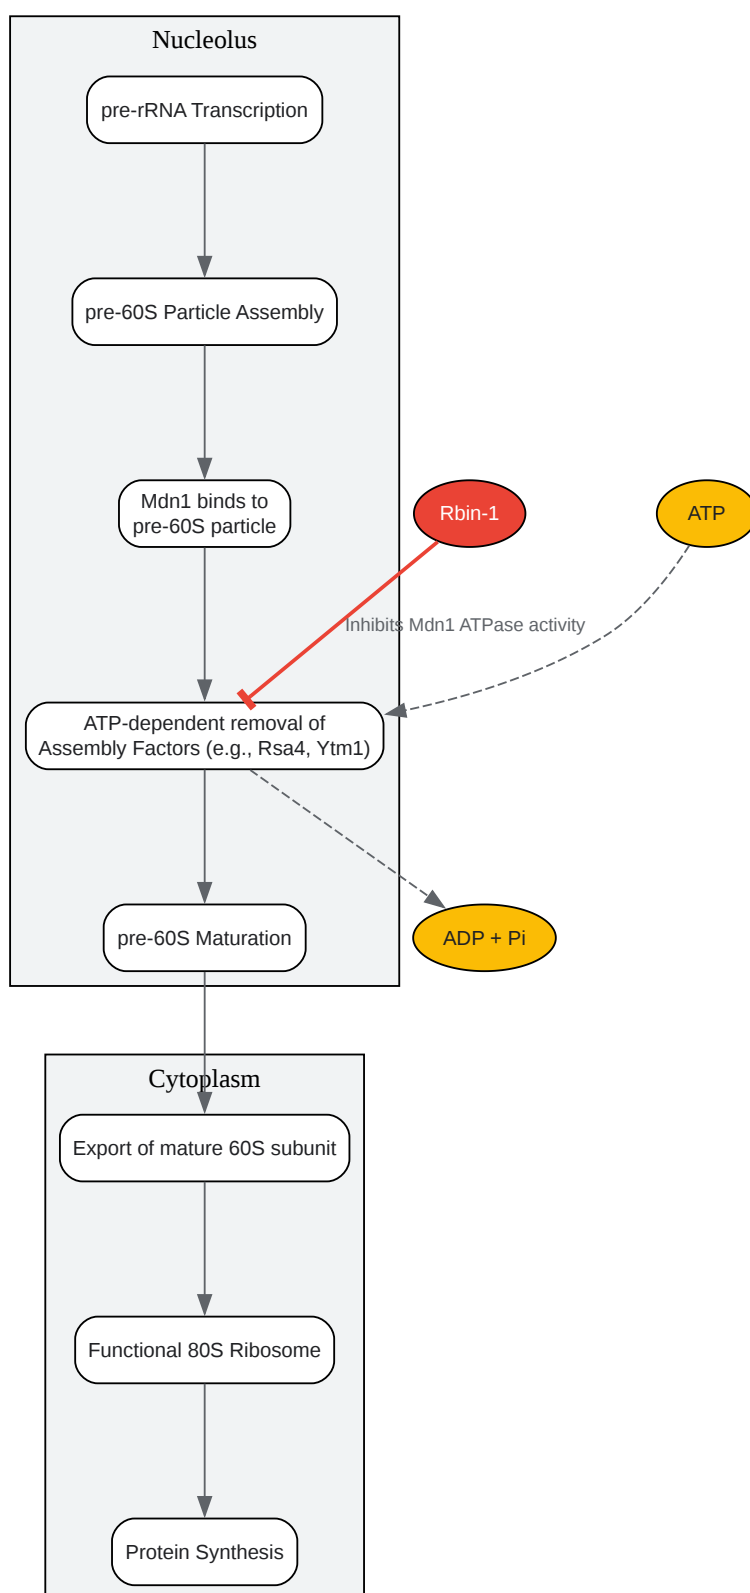 Nucleolus
pre-rRNA Transcription
pre-60S Particle Assembly
Mdn1 binds to
pre-60S particle
Rbin-1
ATP
Inhibits Mdn1 ATPase activity
ATP-dependent removal of
Assembly Factors (e.g., Rsa4, Ytm1)
pre-60S Maturation
ADP + Pi
Cytoplasm
Export of mature 60S subunit
Functional 80S Ribosome
Protein Synthesis